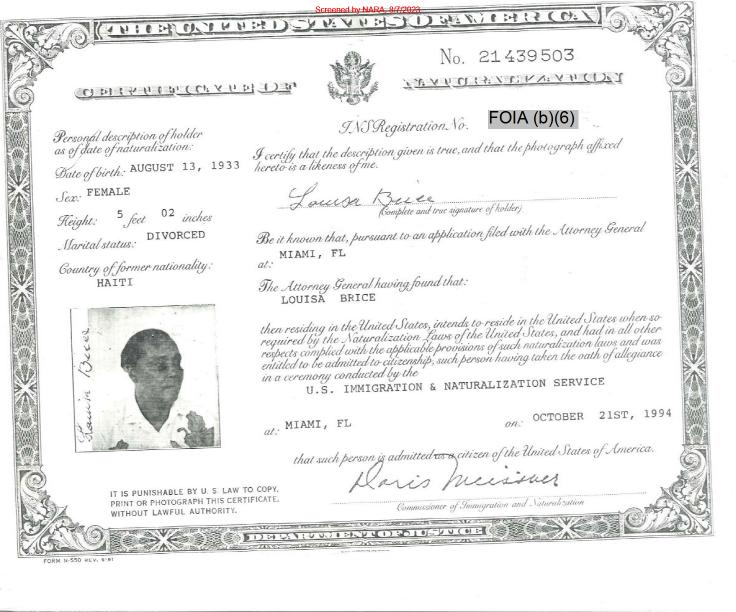 Screened by NARA, 8/7/2023
THE UNITED STATES OF AMERICA
No. 21439503
CERTIFICATE OF NATURALIZATION
INS Registration No. FOIA (b)(6)
Personal description of holder
as of date of naturalization:
Date of birth: AUGUST 13, 1933
Sex: FEMALE
Height: 5 feet 02 inches
Marital status: DIVORCED
Country of former nationality:
HAITI
I certify that the description given is true, and that the photograph affixed
hereto is a likeness of me.
Louisa Brice
(Complete and true signature of holder)
Be it known that, pursuant to an application filed with the Attorney General
at: MIAMI, FL
The Attorney General having found that:
LOUISA BRICE
then residing in the United States, intends to reside in the United States when so
required by the Naturalization Laws of the United States, and had in all other
respects complied with the applicable provisions of such naturalization laws and was
entitled to be admitted to citizenship, such person having taken the oath of allegiance
in a ceremony conducted by the
U.S. IMMIGRATION & NATURALIZATION SERVICE
at: MIAMI, FL on: OCTOBER 21ST, 1994
that such person is admitted as a citizen of the United States of America.
Louisa Brice
Doris Meissner
Commissioner of Immigration and Naturalization
IT IS PUNISHABLE BY U. S. LAW TO COPY,
PRINT OR PHOTOGRAPH THIS CERTIFICATE,
WITHOUT LAWFUL AUTHORITY.
DEPARTMENT OF JUSTICE
FORM N-550 REV. 6-91